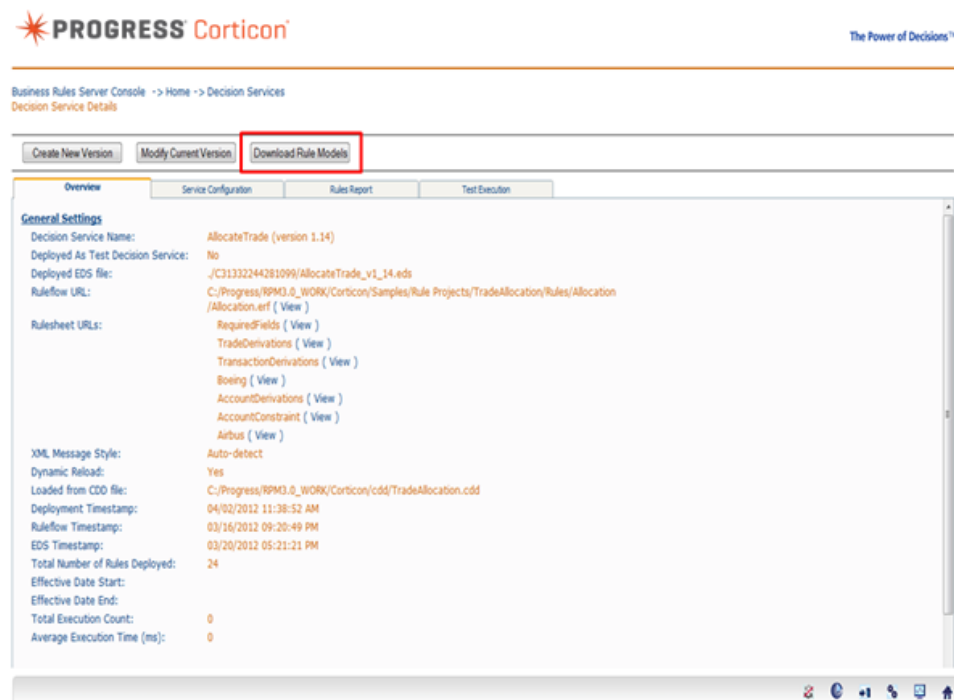 PROGRESS Corticon
The Power of Decisions™
Business Rules Server Console -> Home -> Decision Services
Decision Service Details
Create New Version Modify Current Version Download Rule Models
Overview Service Configuration Rules Report Test Execution
General Settings
Decision Service Name: AllocateTrade (version 1.14)
Deployed As Test Decision Service: No
Deployed EDS file: ./C31332244281099/AllocateTrade_v1_14.eds
Ruleflow URL: C:/Progress/RPM3.0_WORK/Corticon/Samples/Rule Projects/TradeAllocation/Rules/Allocation
/Allocation.erf ( View )
Rulesheet URLs: RequiredFields ( View )
TradeDerivations ( View )
TransactionDerivations ( View )
Boeing ( View )
AccountDerivations ( View )
AccountConstraint ( View )
Airbus ( View )
XML Message Style: Auto-detect
Dynamic Reload: Yes
Loaded from CDD file: C:/Progress/RPM3.0_WORK/Corticon/cdd/TradeAllocation.cdd
Deployment Timestamp: 04/02/2012 11:38:52 AM
Ruleflow Timestamp: 03/16/2012 09:20:49 PM
EDS Timestamp: 03/20/2012 05:21:21 PM
Total Number of Rules Deployed: 24
Effective Date Start:
Effective Date End:
Total Execution Count: 0
Average Execution Time (ms): 0